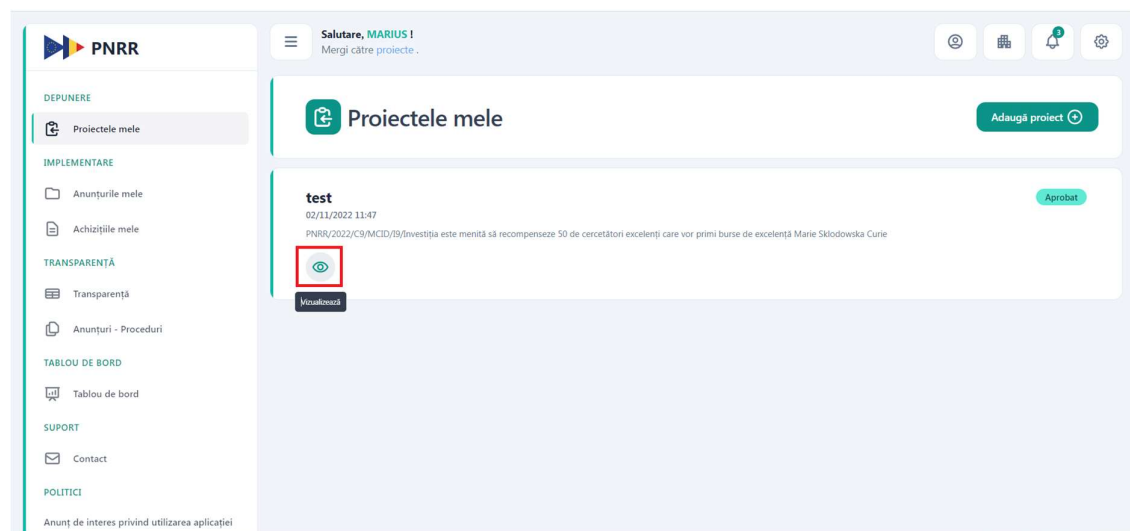 PNRR
DEPUNERE
Proiectele mele
IMPLEMENTARE
Anunțurile mele
Achizițiile mele
TRANSPARENȚĂ
Transparență
Anunțuri - Proceduri
TABLOU DE BORD
Tablou de bord
SUPORT
Contact
POLITICI
Anunț de interes privind utilizarea aplicației
Salutare, MARIUS !
Mergi către proiecte .
3
Proiectele mele
Adaugă proiect
test
Aprobat
02/11/2022 11:47
PNRR/2022/C9/MCID/I9/Investiția este menită să recompenseze 50 de cercetători excelenți care vor primi burse de excelență Marie Sklodowska Curie
Vizualizează